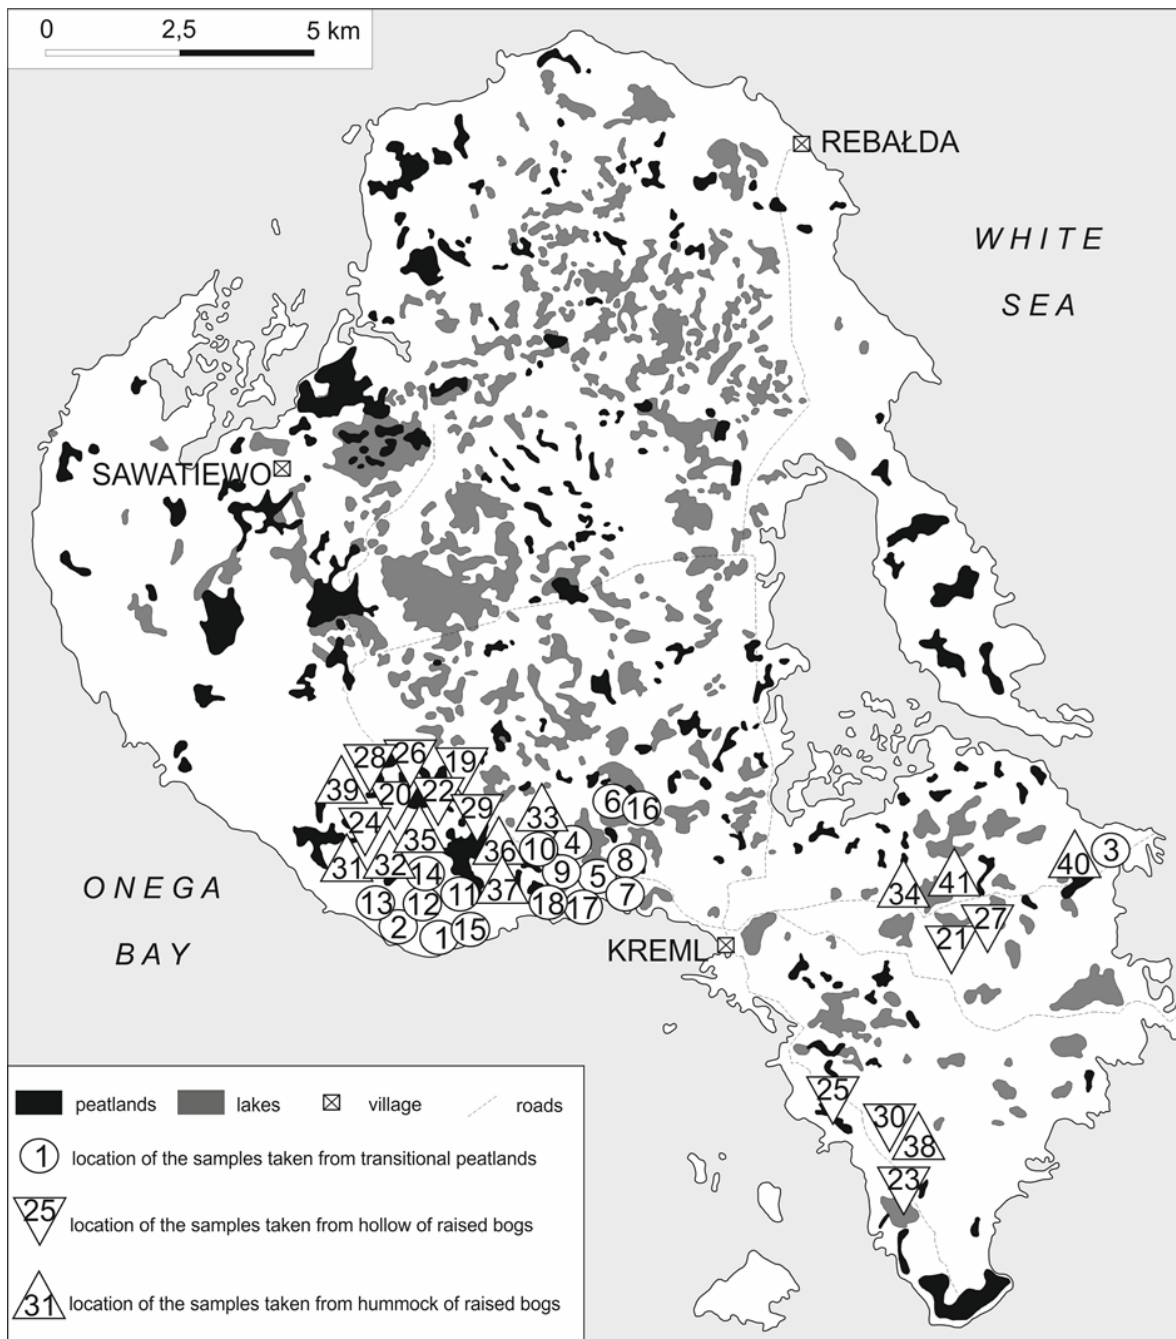 0 2,5 5 km
REBAŁDA
WHITE
SEA
SAWATIEWO
28 26 19
39 20 22
29 33 6 16
24 35
36 10 4
31 32 14 9 5 8
3
40
41
34
13 12 11 37 18 17 7
2 1 15
27
21
ONEGA
BAY
KREML
25
30
38
23
peatlands lakes village roads
1 location of the samples taken from transitional peatlands
25 location of the samples taken from hollow of raised bogs
31 location of the samples taken from hummock of raised bogs